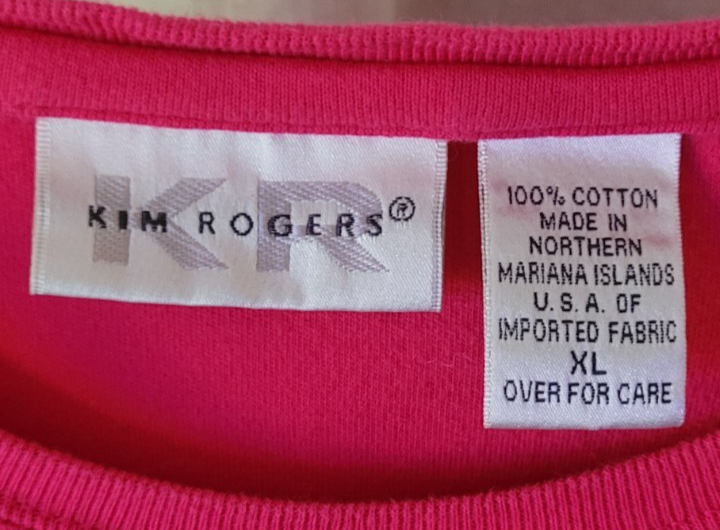 KR
KIM ROGERS®
100% COTTON
MADE IN
NORTHERN
MARIANA ISLANDS
U.S.A. OF
IMPORTED FABRIC
XL
OVER FOR CARE